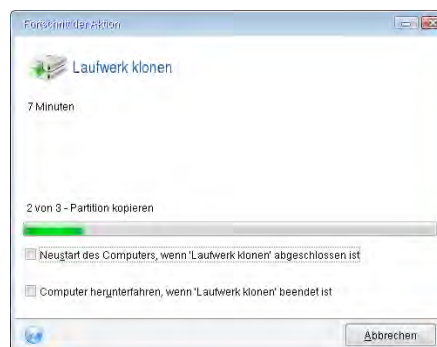 Fortschritt der Aktion
Laufwerk klonen
7 Minuten
2 von 3 - Partition kopieren
Neustart des Computers, wenn 'Laufwerk klonen' abgeschlossen ist
Computer herunterfahren, wenn 'Laufwerk klonen' beendet ist
Abbrechen